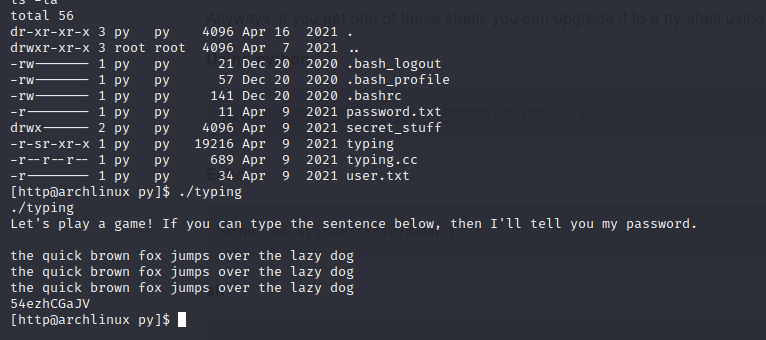 ls -la
Anyways, if you get one of these shells you can upgrade it to a tty-shell using
total 56
dr-xr-xr-x 3 py   py    4096 Apr 16  2021 .
drwxr-xr-x 3 root root  4096 Apr  7  2021 ..
-rw------- 1 py   py      21 Dec 20  2020 .bash_logout
-rw------- 1 py   py      57 Dec 20  2020 .bash_profile
-rw------- 1 py   py     141 Dec 20  2020 .bashrc
-r-------- 1 py   py      11 Apr  9  2021 password.txt
drwx------ 2 py   py    4096 Apr  9  2021 secret_stuff
-r-sr-xr-x 1 py   py   19216 Apr  9  2021 typing
-r--r--r-- 1 py   py     689 Apr  9  2021 typing.cc
-r-------- 1 py   py      34 Apr  9  2021 user.txt
[http@archlinux py]$ ./typing
./typing
Let's play a game! If you can type the sentence below, then I'll tell you my password.
the quick brown fox jumps over the lazy dog
the quick brown fox jumps over the lazy dog
the quick brown fox jumps over the lazy dog
54ezhCGaJV
[http@archlinux py]$